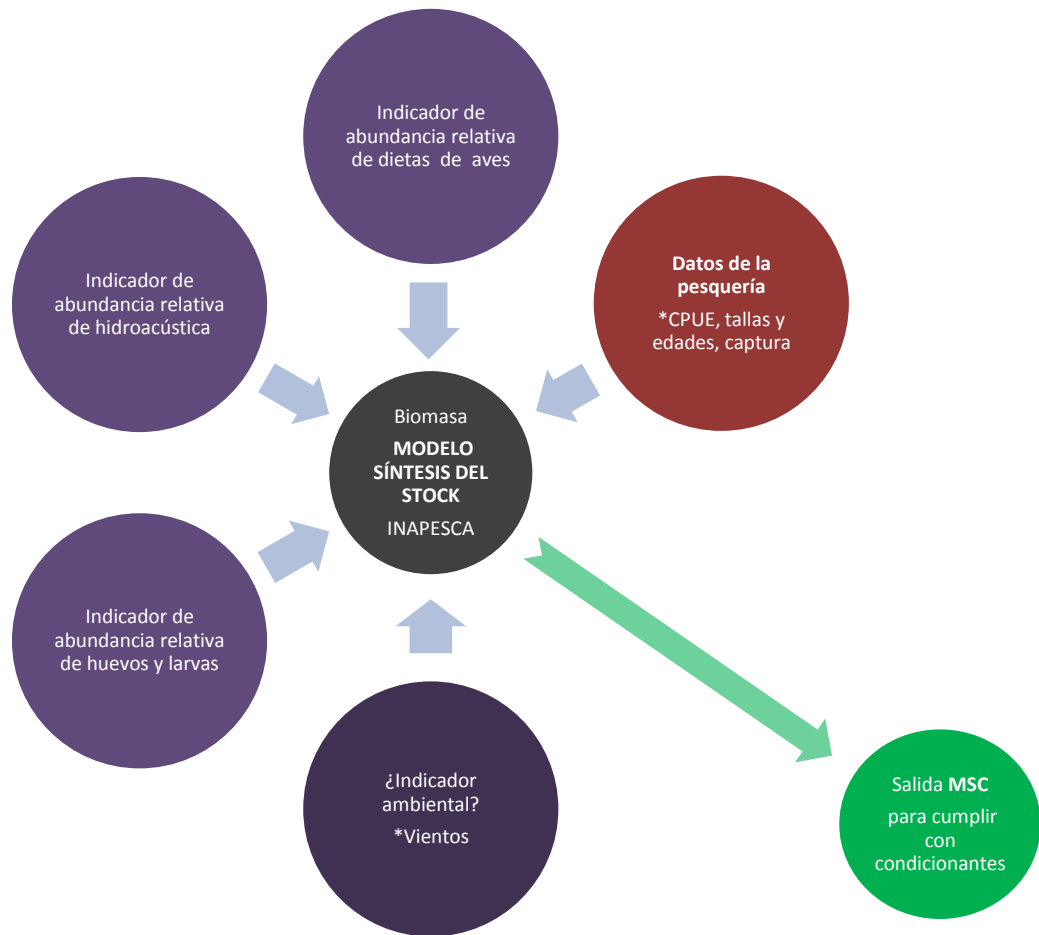 Indicador de
abundancia relativa
de dietas de aves
Indicador de
abundancia relativa
de hidroacústica
Datos de la
pesquería
*CPUE, tallas y
edades, captura
Biomasa
MODELO
SÍNTESIS DEL
STOCK
INAPESCA
Indicador de
abundancia relativa
de huevos y larvas
¿Indicador
ambiental?
*Vientos
Salida MSC
para cumplir
con
condicionantes